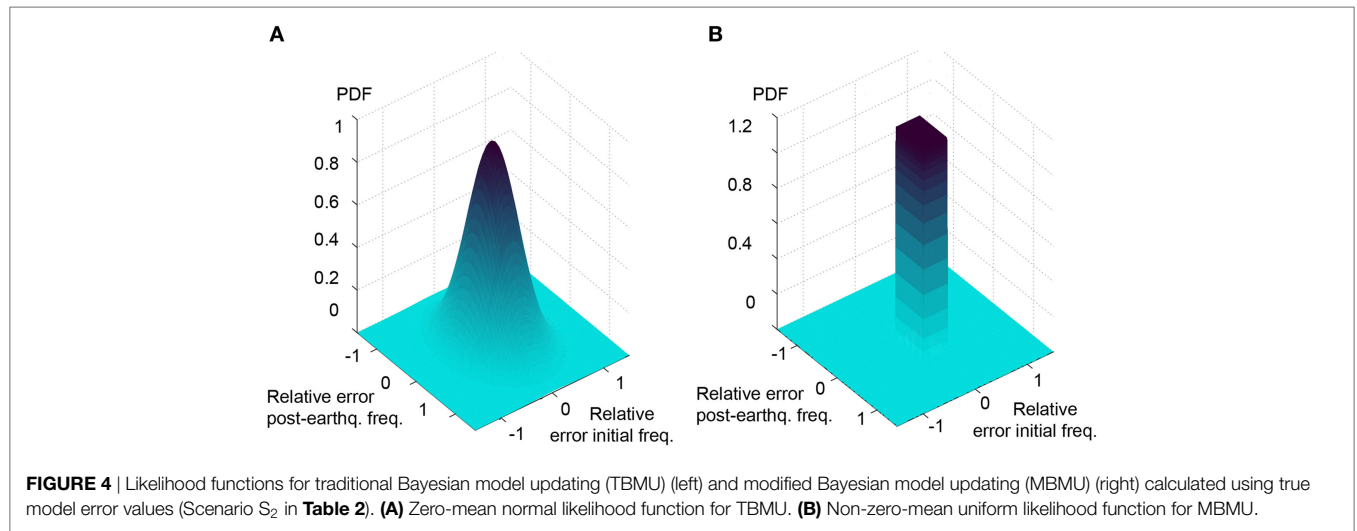 A
PDF
1
0.8
0.6
0.4
0.2
0
-1
0
1
Relative error
post-earthq. freq.
-1
0
1
Relative
error initial freq.
B
PDF
1.2
0.8
0.4
0
-1
0
1
Relative error
post-earthq. freq.
-1
0
1
Relative
error initial freq.
FIGURE 4 | Likelihood functions for traditional Bayesian model updating (TBMU) (left) and modified Bayesian model updating (MBMU) (right) calculated using true
model error values (Scenario S₂ in Table 2). (A) Zero-mean normal likelihood function for TBMU. (B) Non-zero-mean uniform likelihood function for MBMU.